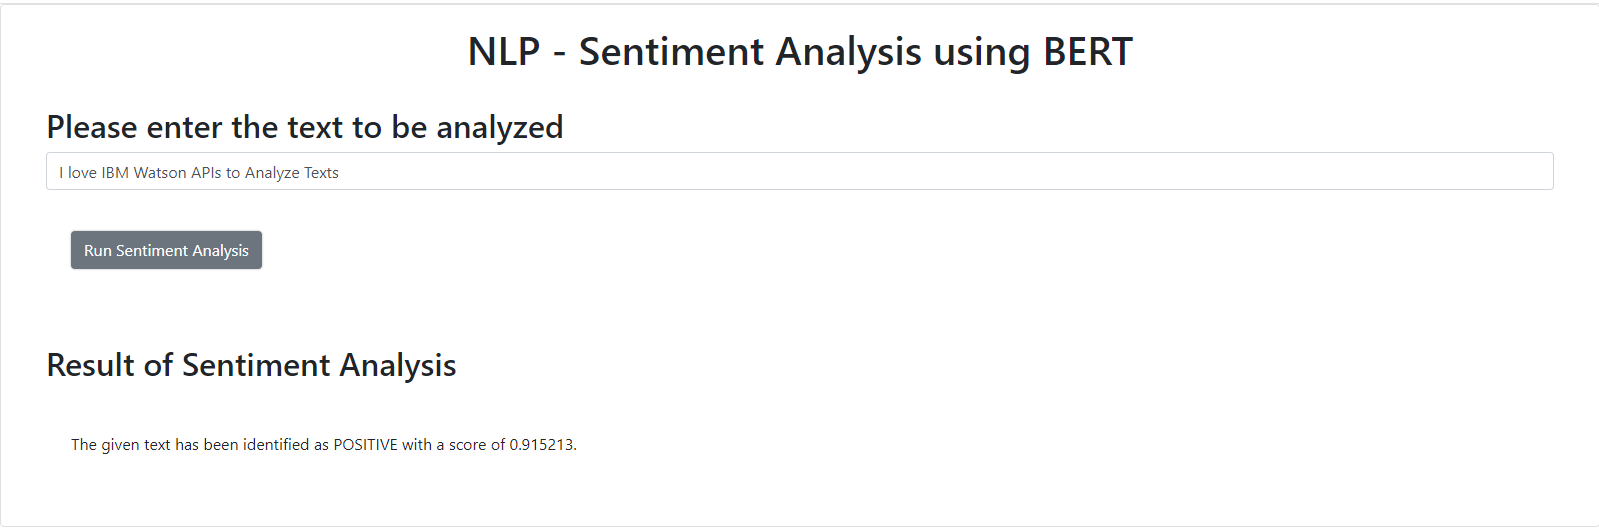 NLP - Sentiment Analysis using BERT
Please enter the text to be analyzed
I love IBM Watson APIs to Analyze Texts
Run Sentiment Analysis
Result of Sentiment Analysis
The given text has been identified as POSITIVE with a score of 0.915213.